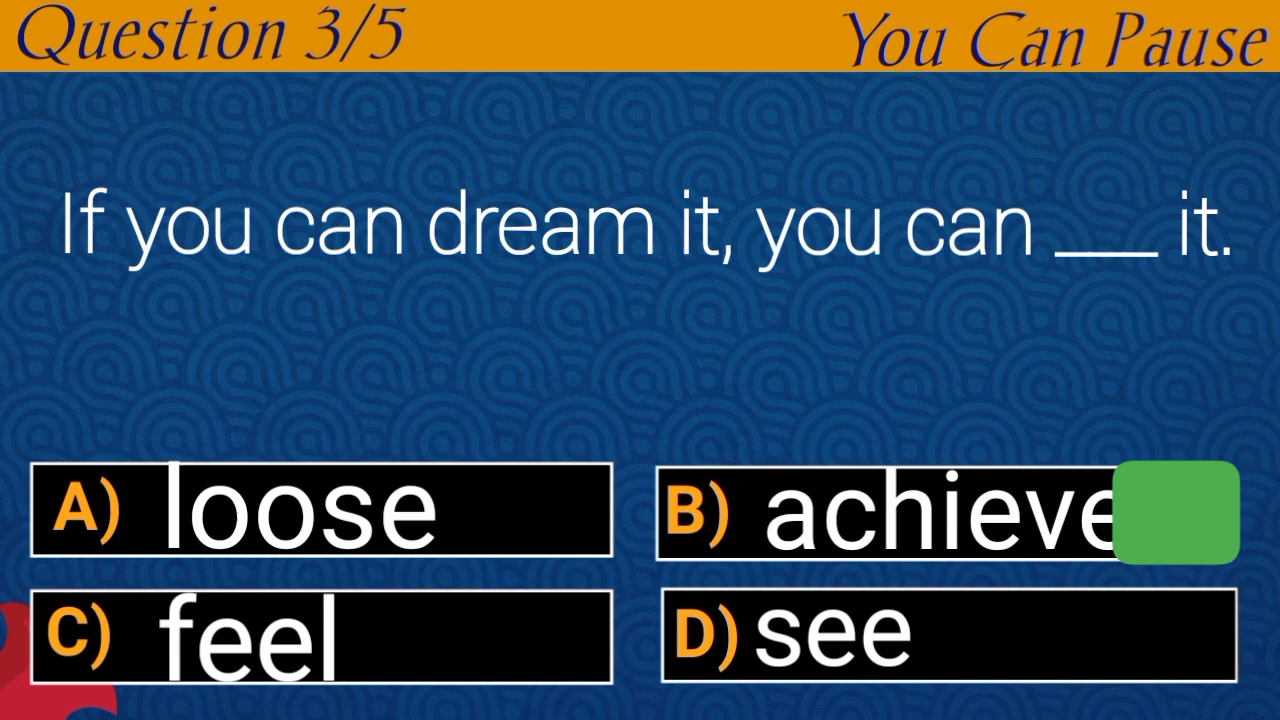 Question 3/5
You Can Pause
If you can dream it, you can ___ it.
A) loose
B) achieve
C) feel
D) see